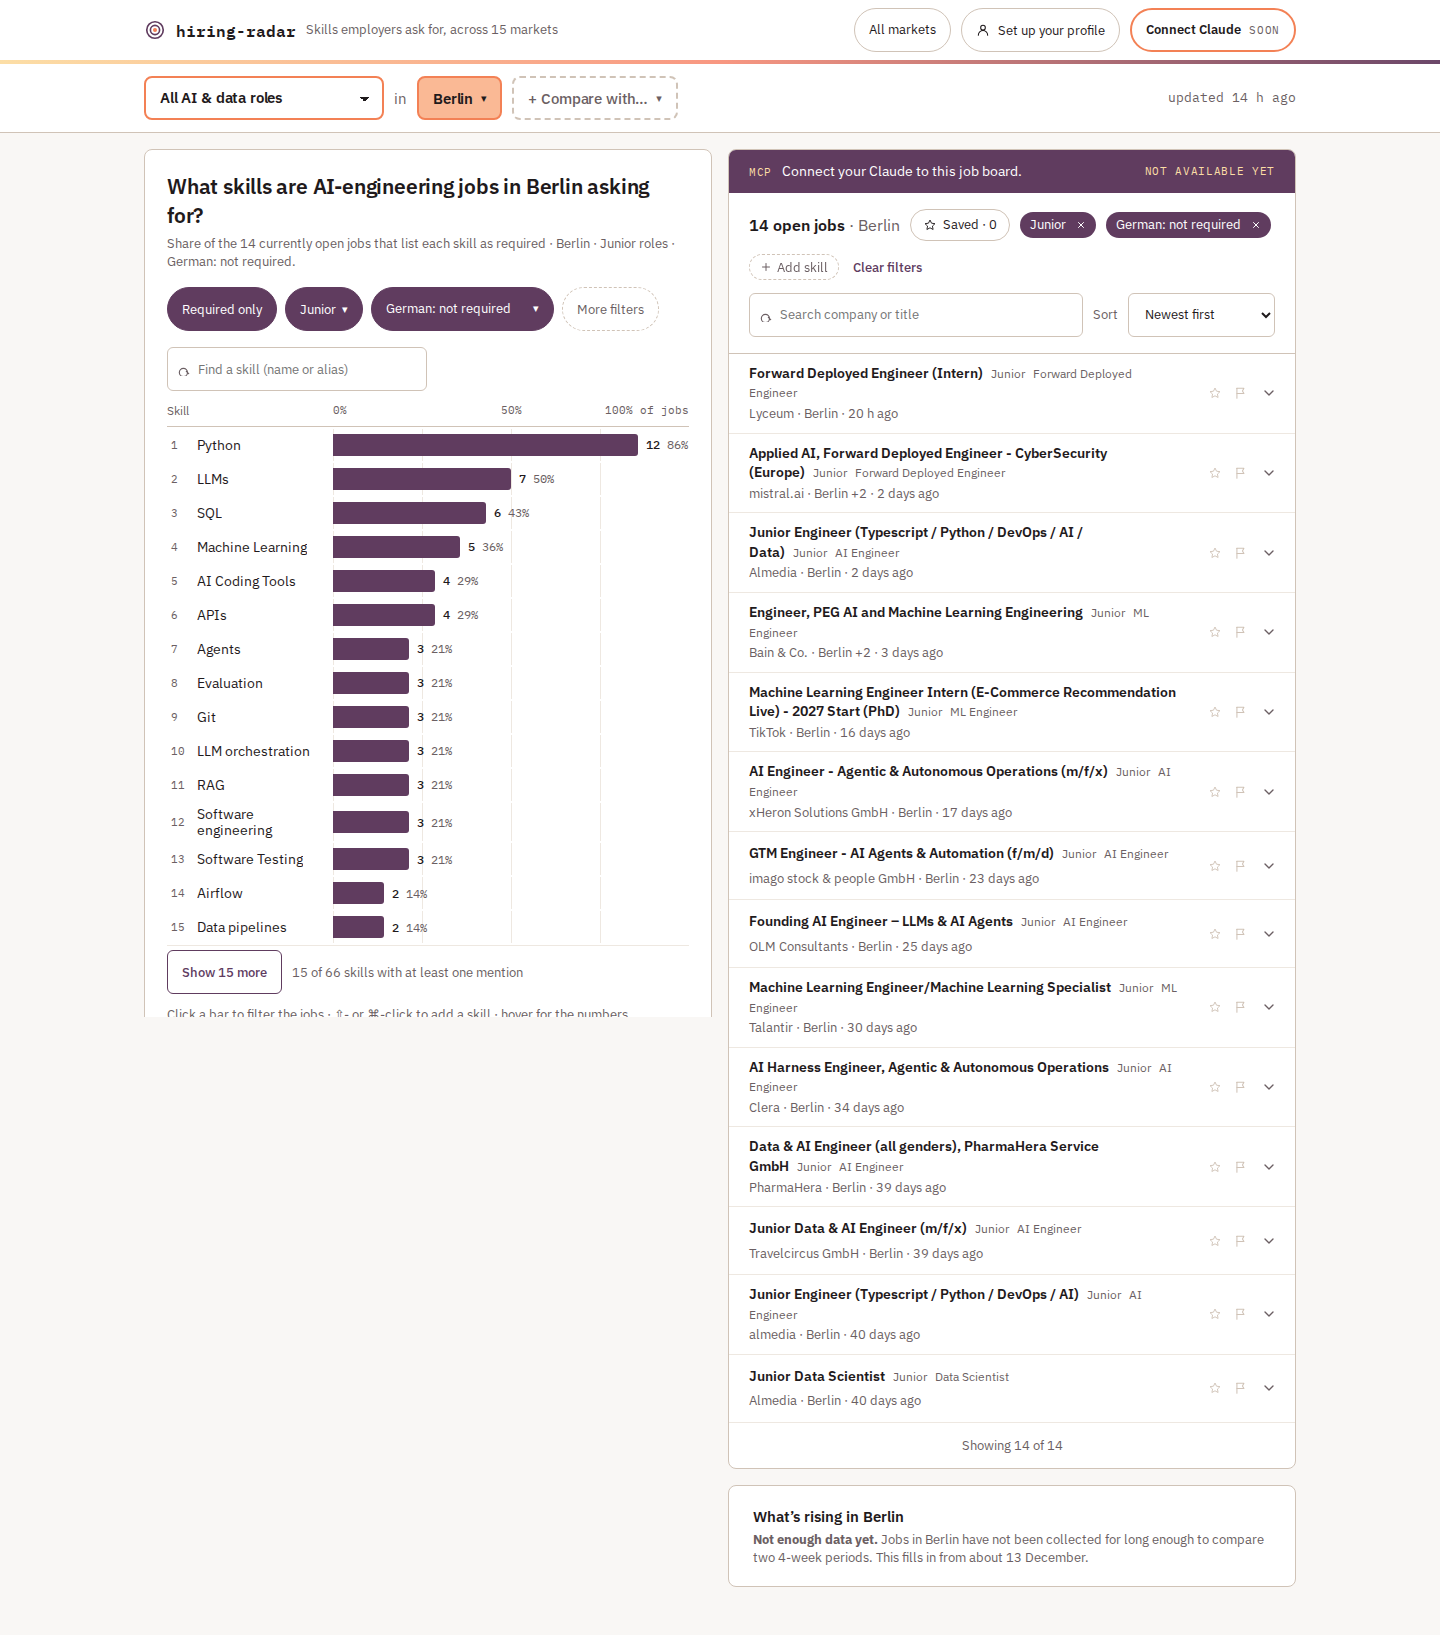 hiring-radar Skills employers ask for, across 15 markets
All markets
Set up your profile
Connect Claude SOON
All AI & data roles
in
Berlin ▾
+ Compare with... ▾
updated 14 h ago
What skills are AI-engineering jobs in Berlin asking
for?
Share of the 14 currently open jobs that list each skill as required · Berlin · Junior roles ·
German: not required.
Required only
Junior ▾
German: not required ▾
More filters
Find a skill (name or alias)
Skill 0% 50% 100% of jobs
1 Python 12 86%
2 LLMs 7 50%
3 SQL 6 43%
4 Machine Learning 5 36%
5 AI Coding Tools 4 29%
6 APIs 4 29%
7 Agents 3 21%
8 Evaluation 3 21%
9 Git 3 21%
10 LLM orchestration 3 21%
11 RAG 3 21%
12 Software
engineering 3 21%
13 Software Testing 3 21%
14 Airflow 2 14%
15 Data pipelines 2 14%
Show 15 more
15 of 66 skills with at least one mention
Click a bar to filter the jobs · ⇧- or ⌘-click to add a skill · hover for the numbers
MCP Connect your Claude to this job board. NOT AVAILABLE YET
14 open jobs · Berlin
Saved · 0
Junior ×
German: not required ×
+ Add skill
Clear filters
Search company or title
Sort
Newest first
Forward Deployed Engineer (Intern) Junior Forward Deployed
Engineer
Lyceum · Berlin · 20 h ago
Applied AI, Forward Deployed Engineer - CyberSecurity
(Europe) Junior Forward Deployed Engineer
mistral.ai · Berlin +2 · 2 days ago
Junior Engineer (Typescript / Python / DevOps / AI /
Data) Junior AI Engineer
Almedia · Berlin · 2 days ago
Engineer, PEG AI and Machine Learning Engineering Junior ML
Engineer
Bain & Co. · Berlin +2 · 3 days ago
Machine Learning Engineer Intern (E-Commerce Recommendation
Live) - 2027 Start (PhD) Junior ML Engineer
TikTok · Berlin · 16 days ago
AI Engineer - Agentic & Autonomous Operations (m/f/x) Junior AI
Engineer
xHeron Solutions GmbH · Berlin · 17 days ago
GTM Engineer - AI Agents & Automation (f/m/d) Junior AI Engineer
imago stock & people GmbH · Berlin · 23 days ago
Founding AI Engineer – LLMs & AI Agents Junior AI Engineer
OLM Consultants · Berlin · 25 days ago
Machine Learning Engineer/Machine Learning Specialist Junior ML
Engineer
Talantir · Berlin · 30 days ago
AI Harness Engineer, Agentic & Autonomous Operations Junior AI
Engineer
Clera · Berlin · 34 days ago
Data & AI Engineer (all genders), PharmaHera Service
GmbH Junior AI Engineer
PharmaHera · Berlin · 39 days ago
Junior Data & AI Engineer (m/f/x) Junior AI Engineer
Travelcircus GmbH · Berlin · 39 days ago
Junior Engineer (Typescript / Python / DevOps / AI) Junior AI
Engineer
almedia · Berlin · 40 days ago
Junior Data Scientist Junior Data Scientist
Almedia · Berlin · 40 days ago
Showing 14 of 14
What's rising in Berlin
Not enough data yet. Jobs in Berlin have not been collected for long enough to compare
two 4-week periods. This fills in from about 13 December.